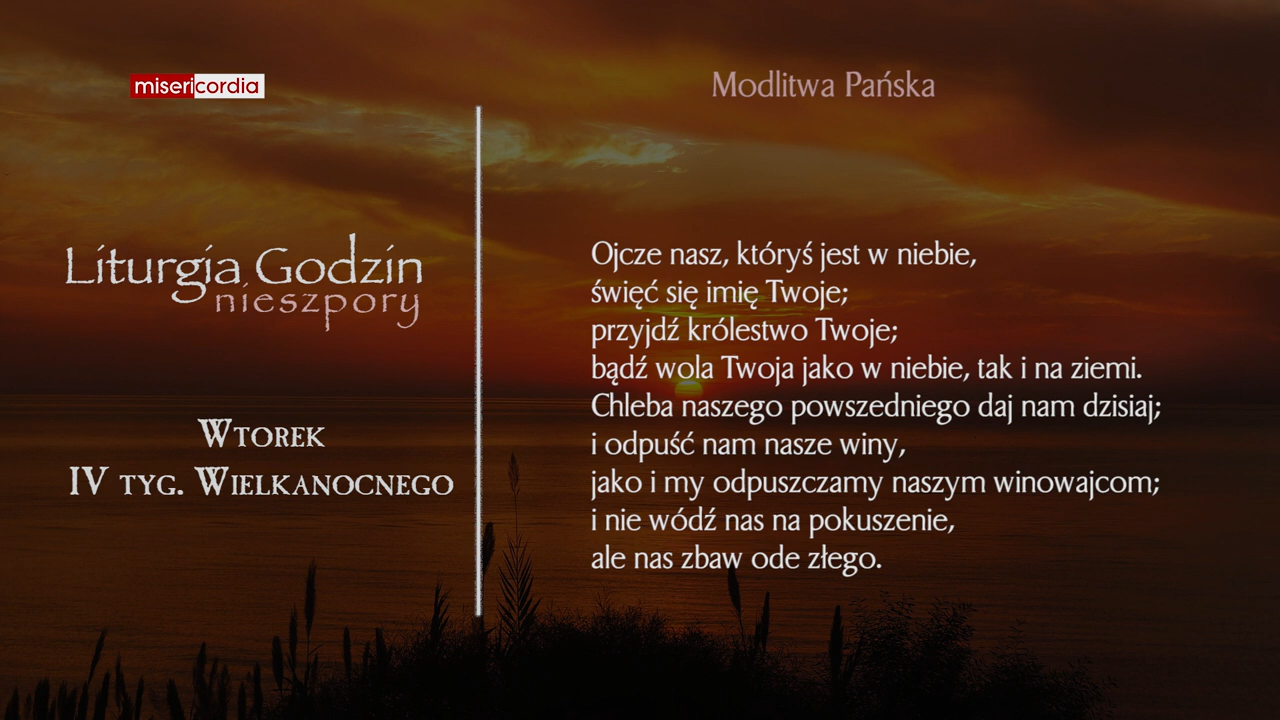 misericordia
Liturgia Godzin
nieszpory
Wtorek
IV tyg. Wielkanocnego
Modlitwa Pańska
Ojcze nasz, któryś jest w niebie,
święć się imię Twoje;
przyjdź królestwo Twoje;
bądź wola Twoja jako w niebie, tak i na ziemi.
Chleba naszego powszedniego daj nam dzisiaj;
i odpuść nam nasze winy,
jako i my odpuszczamy naszym winowajcom;
i nie wódź nas na pokuszenie,
ale nas zbaw ode złego.